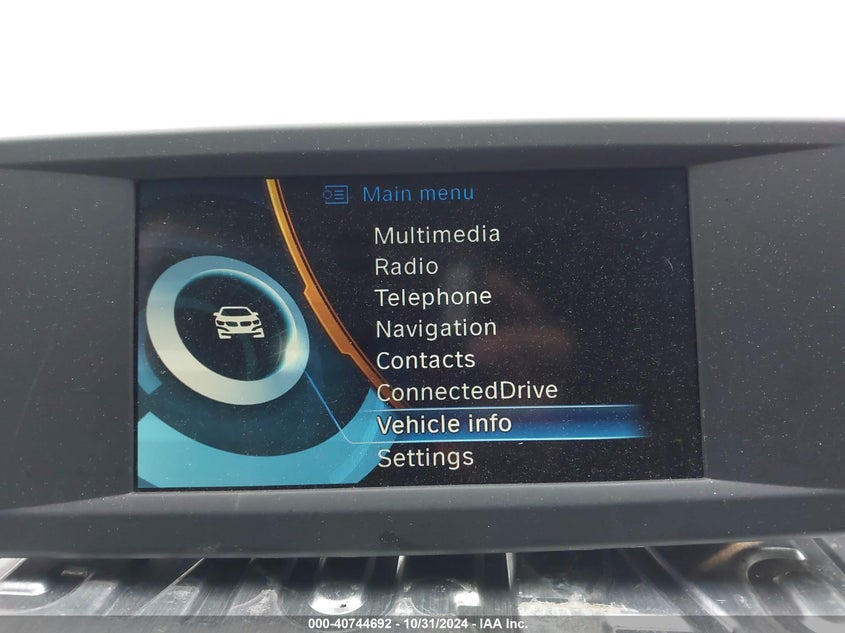 Main menu
Multimedia
Radio
Telephone
Navigation
Contacts
ConnectedDrive
Vehicle info
Settings
000-40744692 - 10/31/2024 - IAA Inc.